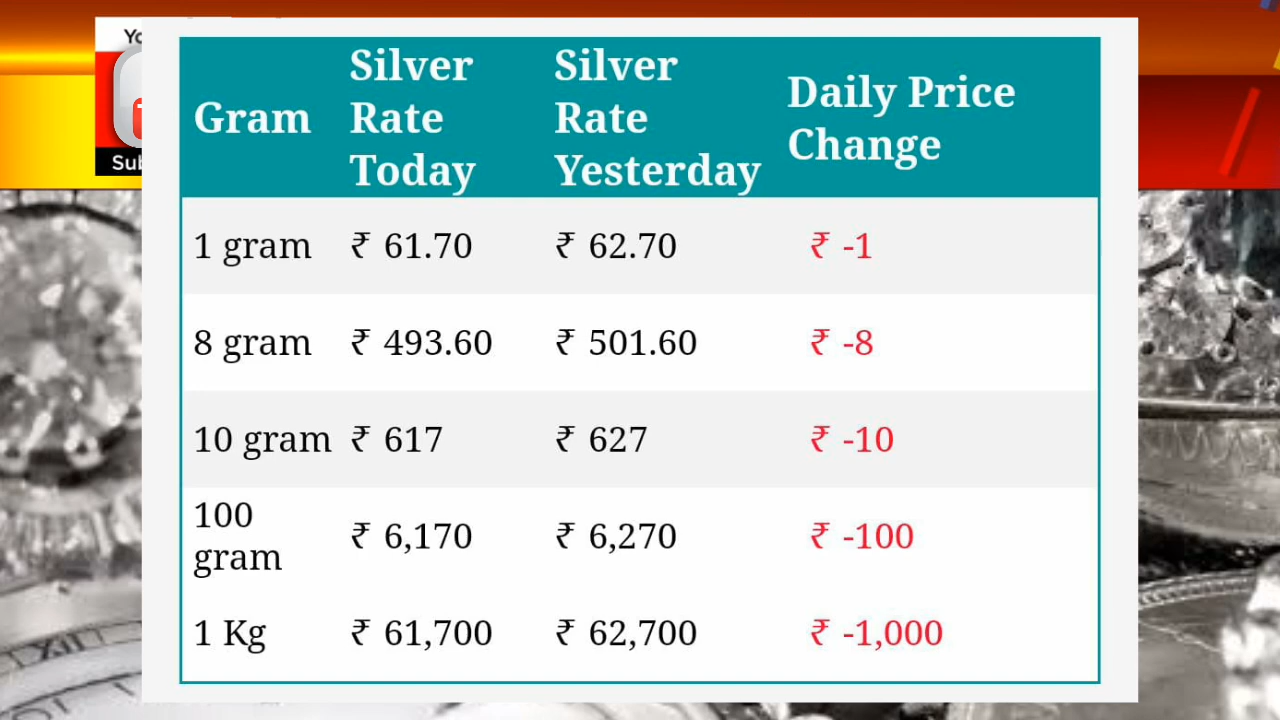 Gram Silver Rate Today Silver Rate Yesterday Daily Price Change
1 gram ₹ 61.70 ₹ 62.70 ₹ -1
8 gram ₹ 493.60 ₹ 501.60 ₹ -8
10 gram ₹ 617 ₹ 627 ₹ -10
100 gram ₹ 6,170 ₹ 6,270 ₹ -100
1 Kg ₹ 61,700 ₹ 62,700 ₹ -1,000